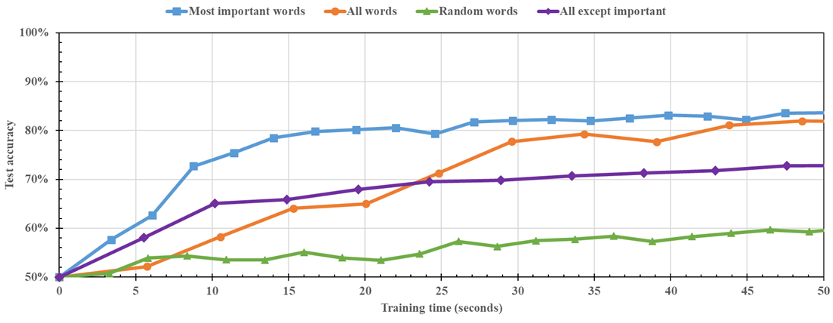 Most important words All words Random words All except important
100%
90%
80%
70%
60%
50%
Test accuracy
0 5 10 15 20 25 30 35 40 45 50
Training time (seconds)